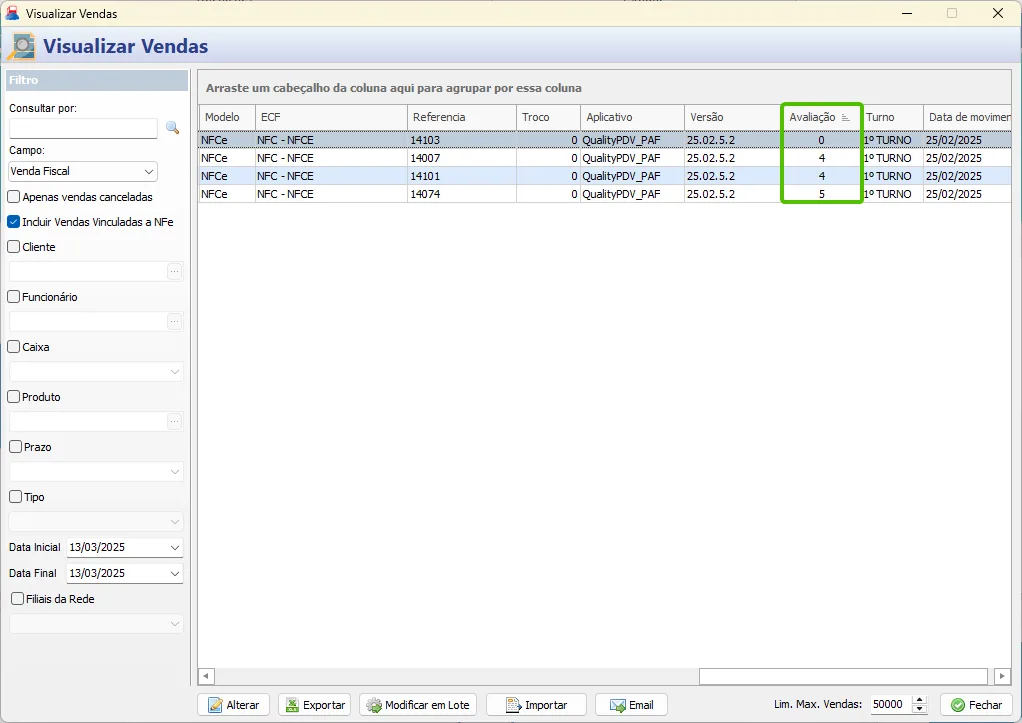 Visualizar Vendas
Visualizar Vendas
Filtro
Consultar por:
Campo:
Venda Fiscal
Apenas vendas canceladas
Incluir Vendas Vinculadas a NFe
Cliente
Funcionário
Caixa
Produto
Prazo
Tipo
Data Inicial 13/03/2025
Data Final 13/03/2025
Filiais da Rede
Arraste um cabeçalho da coluna aqui para agrupar por essa coluna
Modelo ECF Referencia Troco Aplicativo Versão Avaliação Turno Data de movimen
NFCe NFC - NFCE 14103 0 QualityPDV_PAF 25.02.5.2 0 1º TURNO 25/02/2025
NFCe NFC - NFCE 14007 0 QualityPDV_PAF 25.02.5.2 4 1º TURNO 25/02/2025
NFCe NFC - NFCE 14101 0 QualityPDV_PAF 25.02.5.2 4 1º TURNO 25/02/2025
NFCe NFC - NFCE 14074 0 QualityPDV_PAF 25.02.5.2 5 1º TURNO 25/02/2025
Alterar Exportar Modificar em Lote Importar Email Lim. Max. Vendas: 50000 Fechar